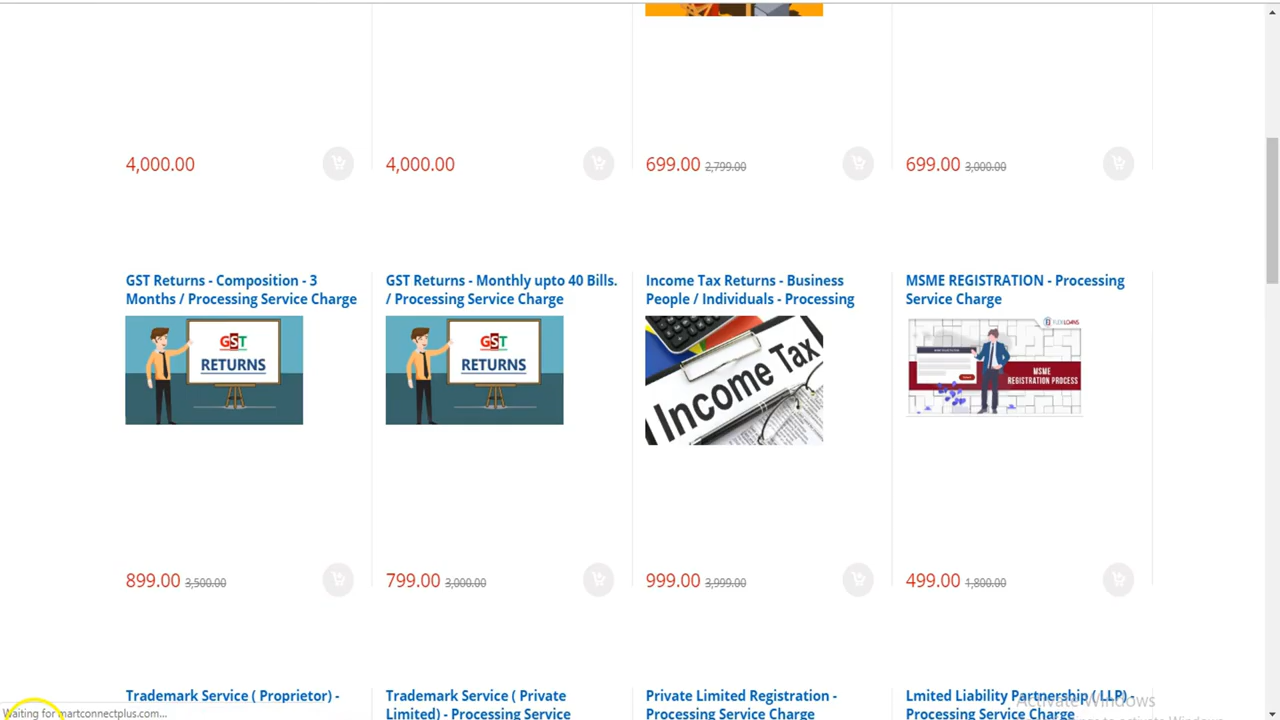 4,000.00
4,000.00
699.00 2,799.00
699.00 3,000.00
GST Returns - Composition - 3
Months / Processing Service Charge
GST
RETURNS
899.00 3,500.00
GST Returns - Monthly upto 40 Bills.
/ Processing Service Charge
GST
RETURNS
799.00 3,000.00
Income Tax Returns - Business
People / Individuals - Processing
Income Tax
999.00 3,999.00
MSME REGISTRATION - Processing
Service Charge
FLEXILOANS
MSME
REGISTRATION PROCESS
499.00 1,800.00
Trademark Service ( Proprietor) -
Trademark Service ( Private
Limited) - Processing Service
Private Limited Registration -
Processing Service Charge
Lmited Liability Partnership ( LLP) -
Processing Service Charge
Activate Windows
Waiting for martconnectplus.com...